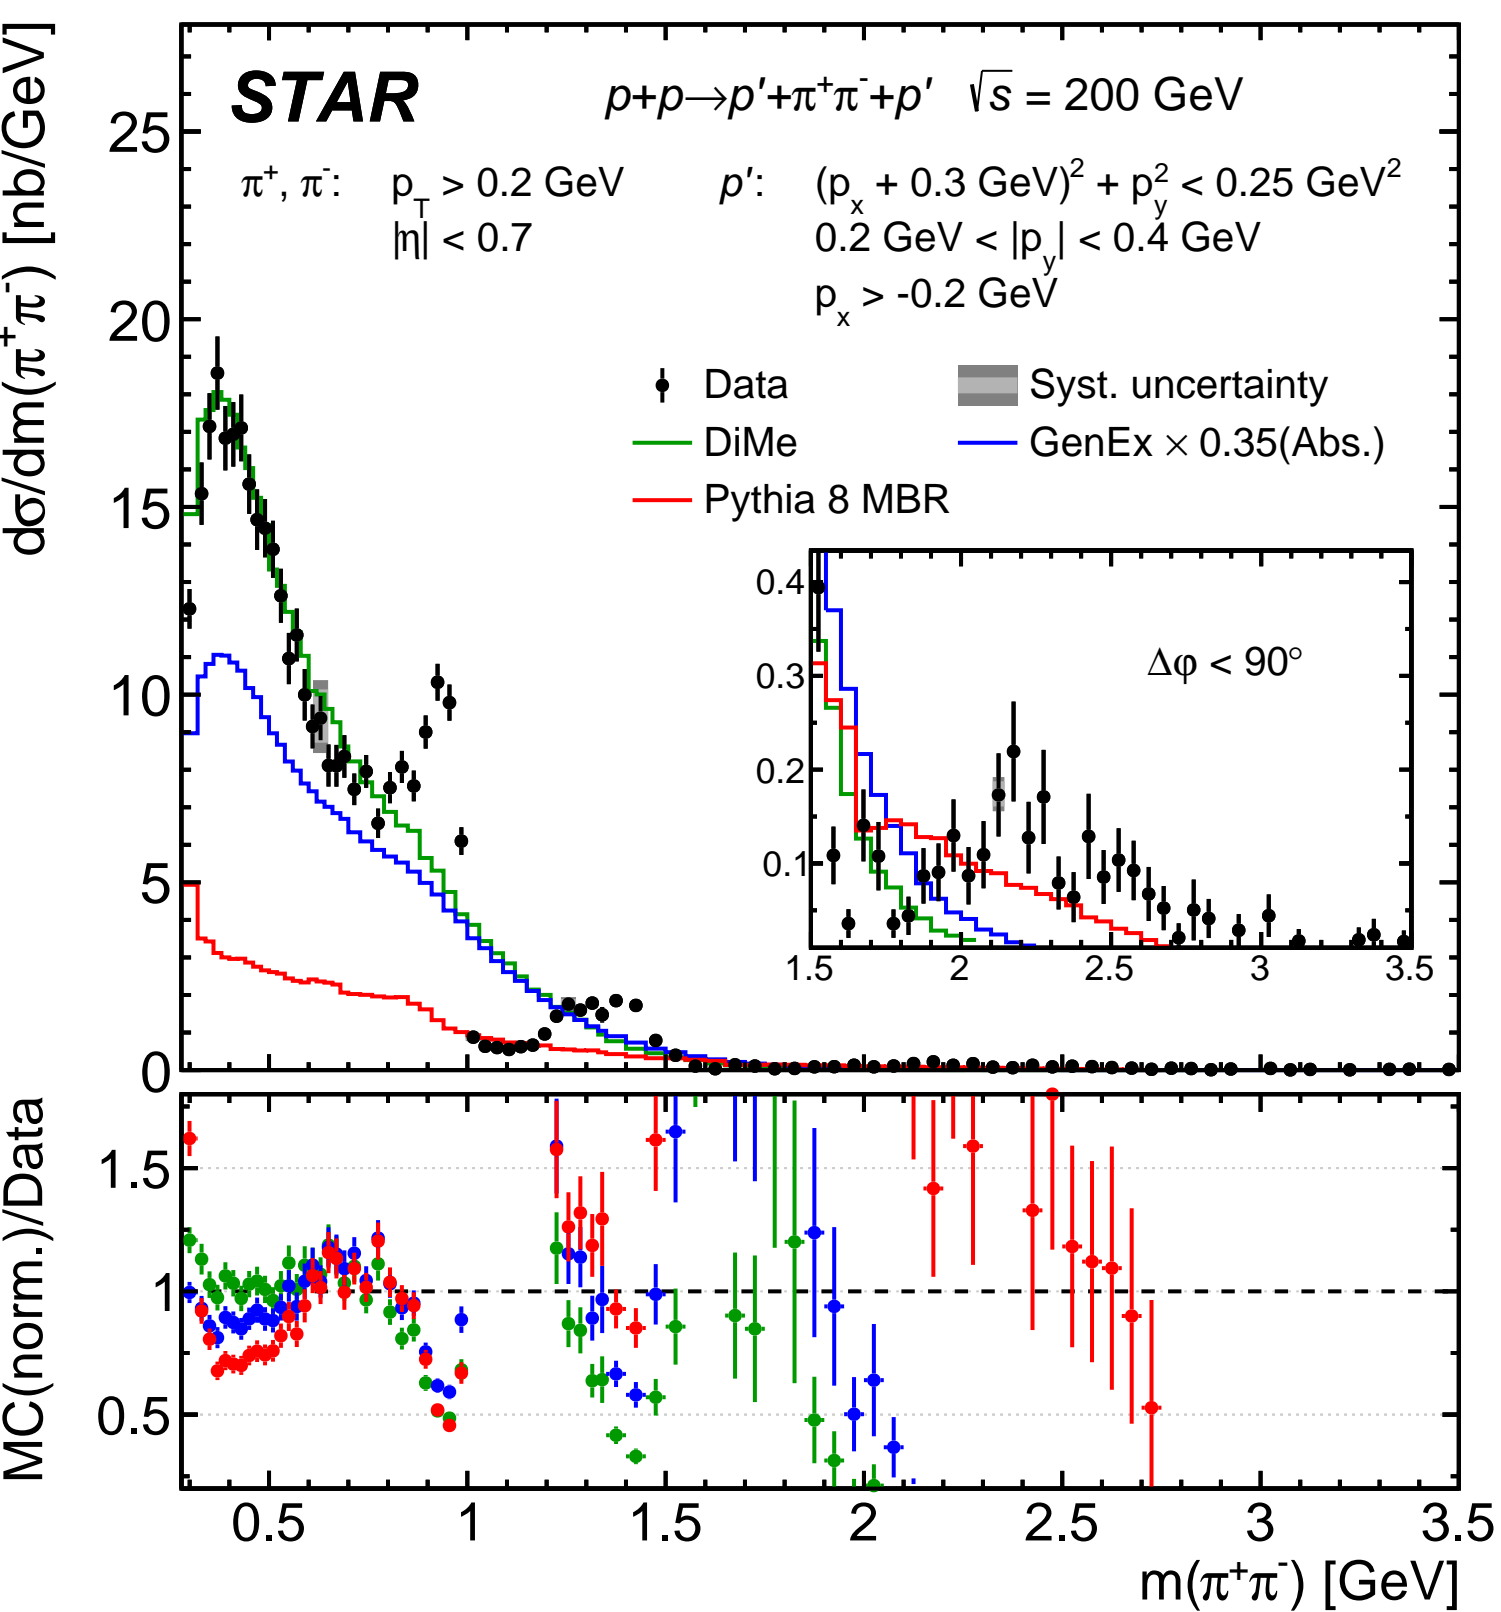 dσ/dm(π⁺π⁻) [nb/GeV]
STAR
p+p→p′+π⁺π⁻+p′ √s = 200 GeV
π⁺, π⁻: p_T > 0.2 GeV p′: (p_x + 0.3 GeV)² + p_y² < 0.25 GeV²
|η| < 0.7 0.2 GeV < |p_y| < 0.4 GeV
p_x > -0.2 GeV
Data Syst. uncertainty
DiMe GenEx × 0.35(Abs.)
Pythia 8 MBR
25
20
15
10
5
0
Δφ < 90°
0.4
0.3
0.2
0.1
1.5 2 2.5 3 3.5
MC(norm.)/Data
1.5
1
0.5
0.5 1 1.5 2 2.5 3 3.5
m(π⁺π⁻) [GeV]